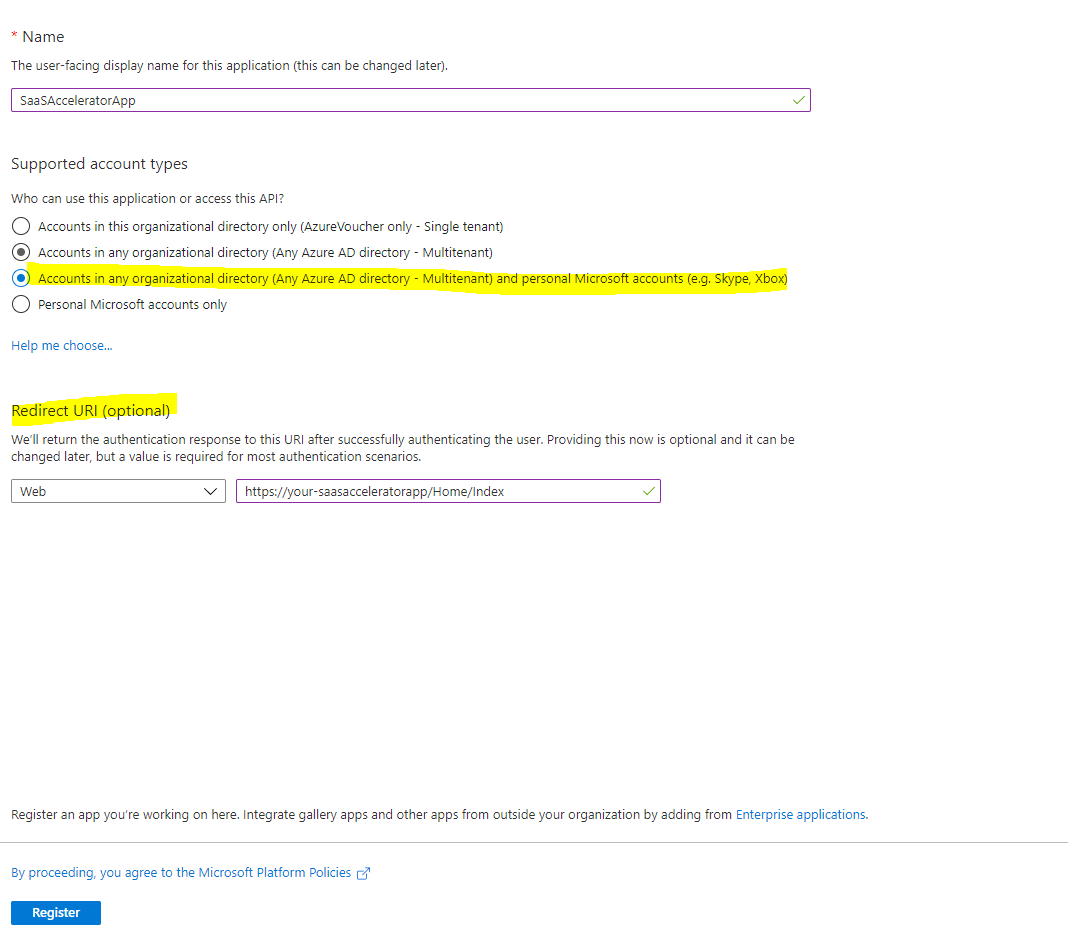 * Name
The user-facing display name for this application (this can be changed later).
SaaSAcceleratorApp
Supported account types
Who can use this application or access this API?
Accounts in this organizational directory only (AzureVoucher only - Single tenant)
Accounts in any organizational directory (Any Azure AD directory - Multitenant)
Accounts in any organizational directory (Any Azure AD directory - Multitenant) and personal Microsoft accounts (e.g. Skype, Xbox)
Personal Microsoft accounts only
Help me choose...
Redirect URI (optional)
We'll return the authentication response to this URI after successfully authenticating the user. Providing this now is optional and it can be
changed later, but a value is required for most authentication scenarios.
Web https://your-saasacceleratorapp/Home/Index
Register an app you're working on here. Integrate gallery apps and other apps from outside your organization by adding from Enterprise applications.
By proceeding, you agree to the Microsoft Platform Policies
Register